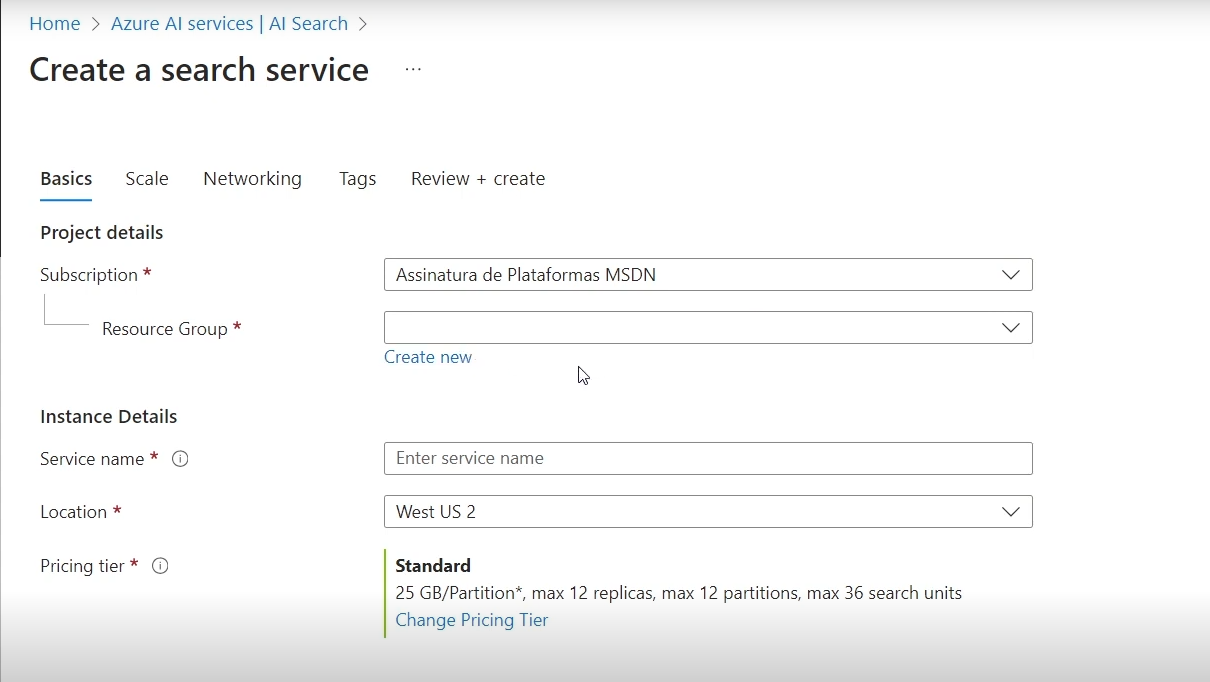 Home > Azure AI services | AI Search >
Create a search service ...
Basics Scale Networking Tags Review + create
Project details
Subscription * Assinatura de Plataformas MSDN
Resource Group *
Create new
Instance Details
Service name * Enter service name
Location * West US 2
Pricing tier * Standard
25 GB/Partition*, max 12 replicas, max 12 partitions, max 36 search units
Change Pricing Tier